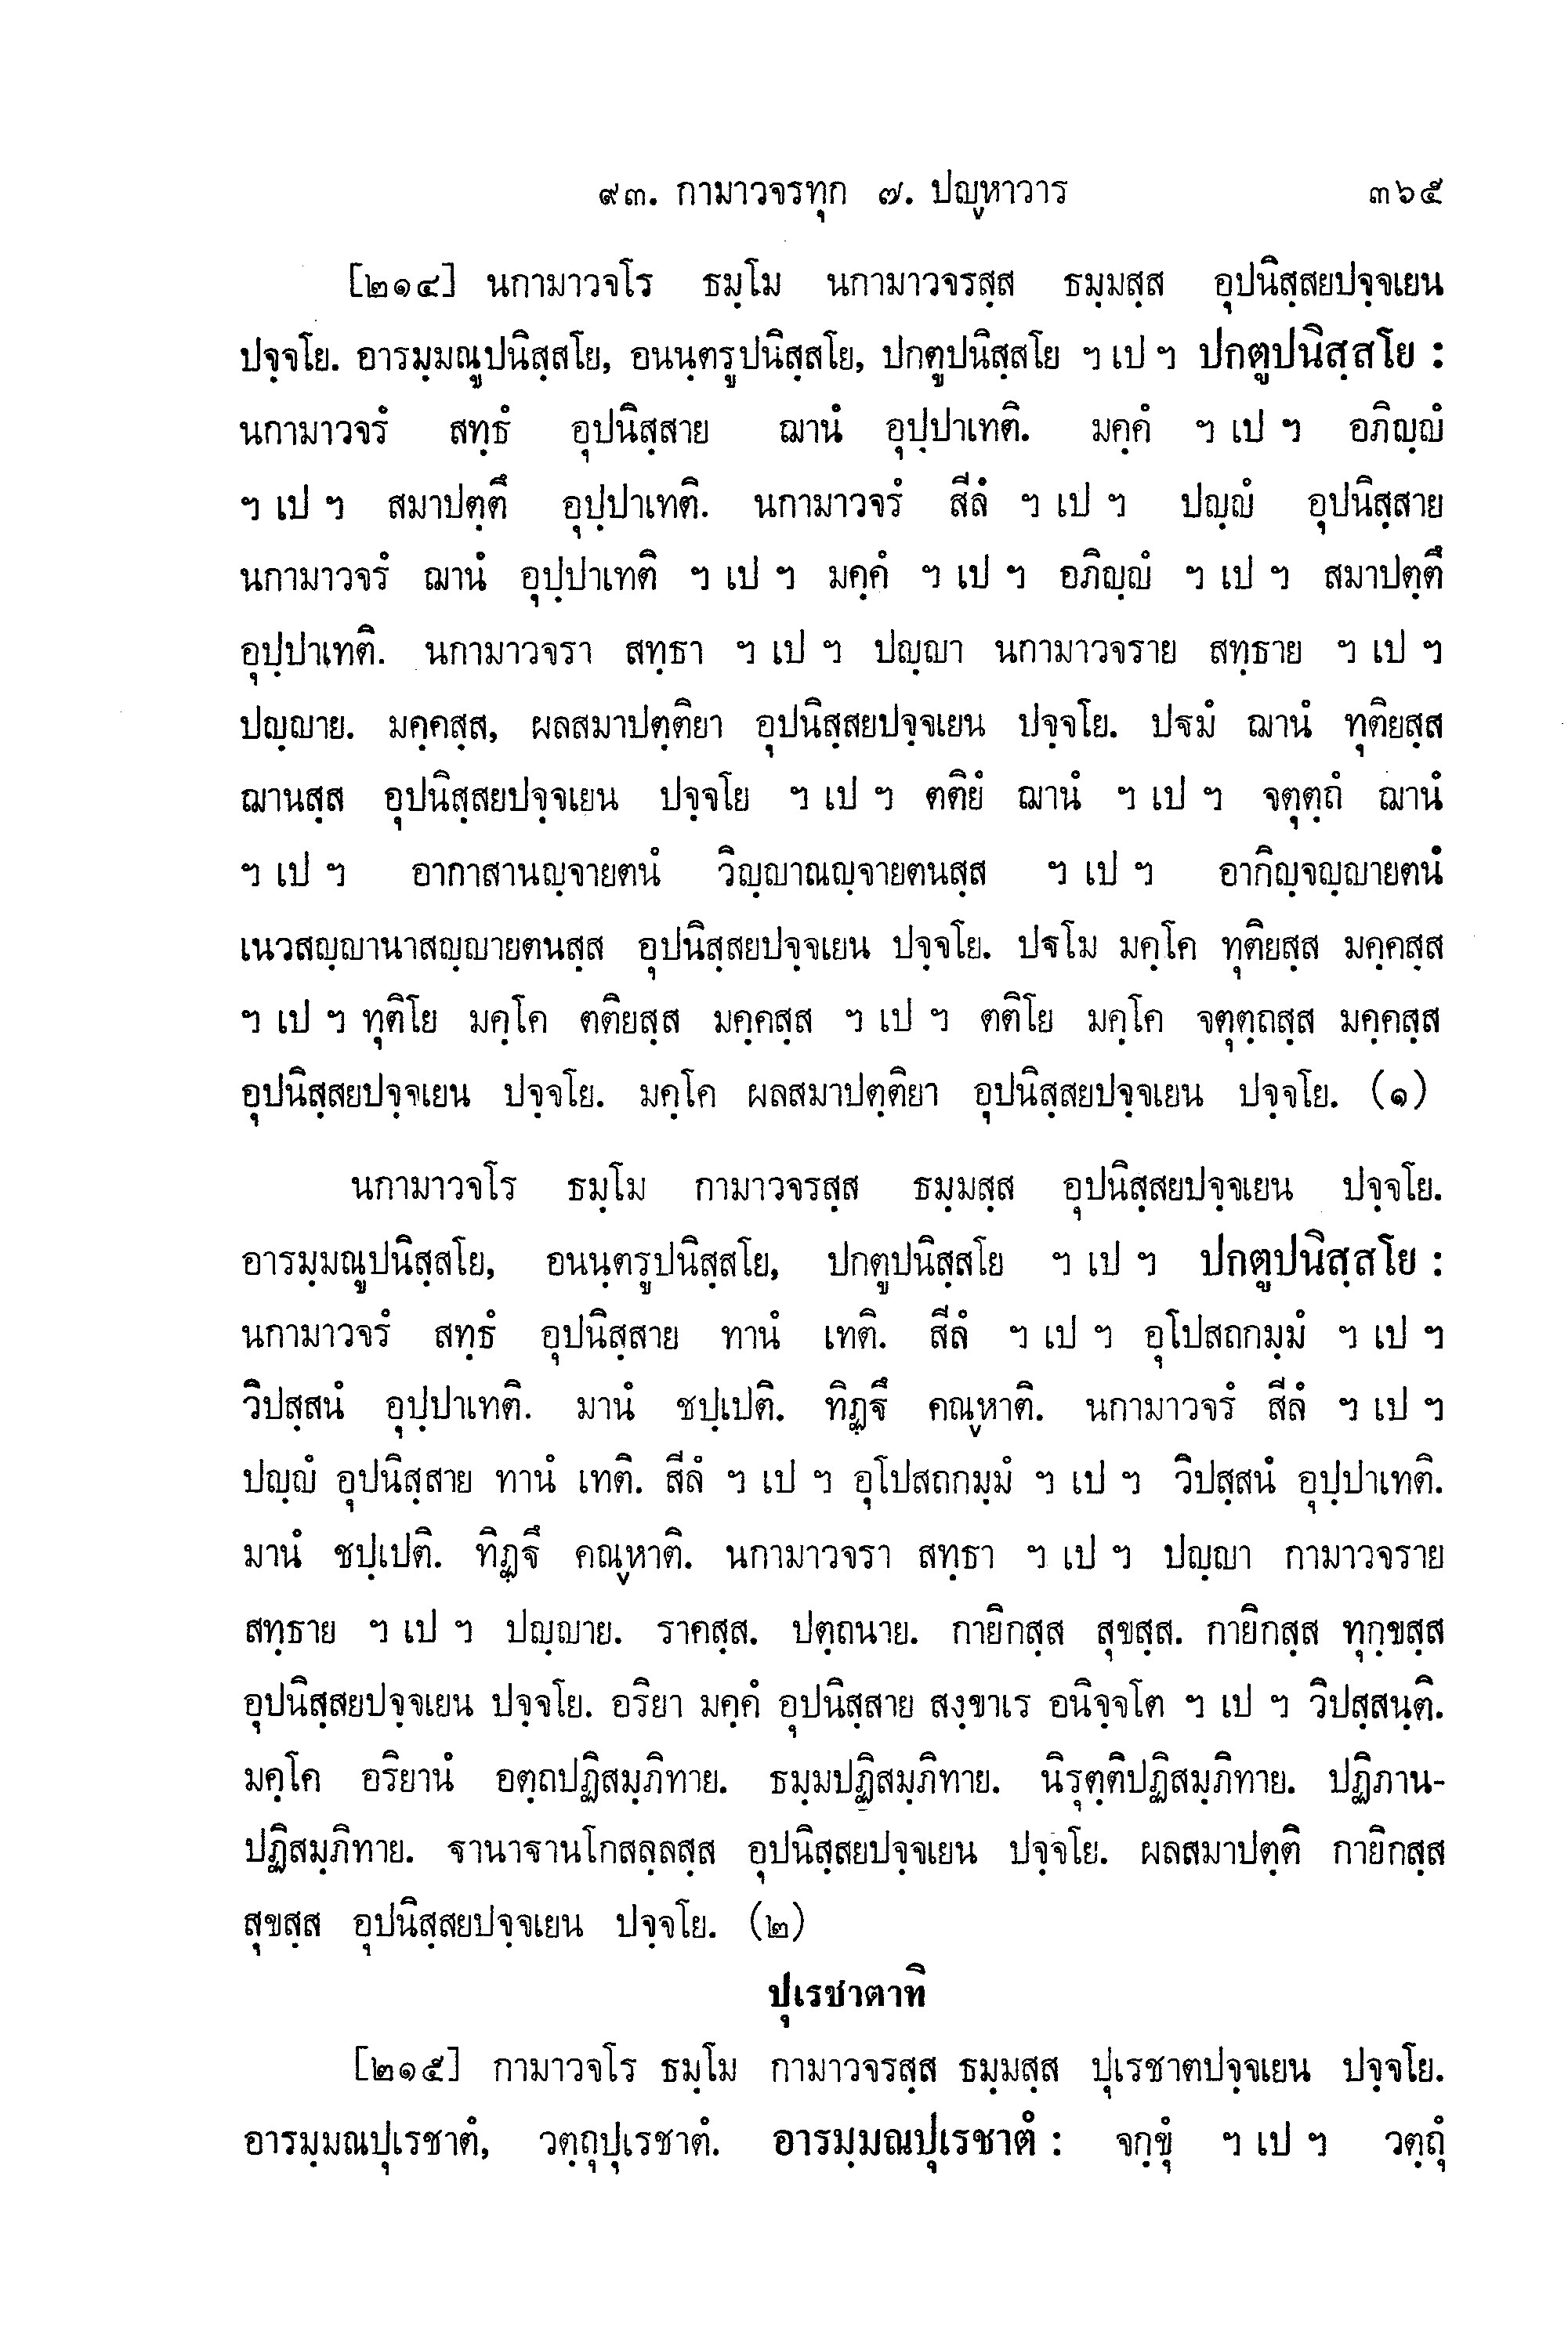 ๙๓. กามาวจรทุก ๗. ปญฺหาวาร ๓๖๕
[๒๑๔] นกามาวจโร ธมฺโม นกามาวจรสฺส ธมฺมสฺส อุปนิสฺสยปจฺจเยน
ปจฺจโย. อารมฺมณูปนิสฺสโย, อนนฺตรูปนิสฺสโย, ปกตูปนิสฺสโย ฯ เป ฯ ปกตูปนิสฺสโย :
นกามาวจรํ สทฺธํ อุปนิสฺสาย ฌานํ อุปฺปาเทติ. มคฺคํ ฯ เป ฯ อภิญฺญํ
ฯ เป ฯ สมาปตฺตึ อุปฺปาเทติ. นกามาวจรํ สีลํ ฯ เป ฯ ปญฺญํ อุปนิสฺสาย
นกามาวจรํ ฌานํ อุปฺปาเทติ ฯ เป ฯ มคฺคํ ฯ เป ฯ อภิญฺญํ ฯ เป ฯ สมาปตฺตึ
อุปฺปาเทติ. นกามาวจรา สทฺธา ฯ เป ฯ ปญฺญา นกามาวจราย สทฺธาย ฯ เป ฯ
ปญฺญาย. มคฺคสฺส, ผลสมาปตฺติยา อุปนิสฺสยปจฺจเยน ปจฺจโย. ปฐมํ ฌานํ ทุติยสฺส
ฌานสฺส อุปนิสฺสยปจฺจเยน ปจฺจโย ฯ เป ฯ ตติยํ ฌานํ ฯ เป ฯ จตุตฺถํ ฌานํ
ฯ เป ฯ อากาสานญฺจายตนํ วิญฺญาณญฺจายตนสฺส ฯ เป ฯ อากิญฺจญฺญายตนํ
เนวสญฺญานาสญฺญายตนสฺส อุปนิสฺสยปจฺจเยน ปจฺจโย. ปฐโม มคฺโค ทุติยสฺส มคฺคสฺส
ฯ เป ฯ ทุติโย มคฺโค ตติยสฺส มคฺคสฺส ฯ เป ฯ ตติโย มคฺโค จตุตฺถสฺส มคฺคสฺส
อุปนิสฺสยปจฺจเยน ปจฺจโย. มคฺโค ผลสมาปตฺติยา อุปนิสฺสยปจฺจเยน ปจฺจโย. (๑)
นกามาวจโร ธมฺโม กามาวจรสฺส ธมฺมสฺส อุปนิสฺสยปจฺจเยน ปจฺจโย.
อารมฺมณูปนิสฺสโย, อนนฺตรูปนิสฺสโย, ปกตูปนิสฺสโย ฯ เป ฯ ปกตูปนิสฺสโย :
นกามาวจรํ สทฺธํ อุปนิสฺสาย ทานํ เทติ. สีลํ ฯ เป ฯ อุโปสถกมฺมํ ฯ เป ฯ
วิปสฺสนํ อุปฺปาเทติ. มานํ ชปฺเปติ. ทิฏฺฐึ คณฺหาติ. นกามาวจรํ สีลํ ฯ เป ฯ
ปญฺญํ อุปนิสฺสาย ทานํ เทติ. สีลํ ฯ เป ฯ อุโปสถกมฺมํ ฯ เป ฯ วิปสฺสนํ อุปฺปาเทติ.
มานํ ชปฺเปติ. ทิฏฺฐึ คณฺหาติ. นกามาวจรา สทฺธา ฯ เป ฯ ปญฺญา กามาวจราย
สทฺธาย ฯ เป ฯ ปญฺญาย. ราคสฺส. ปตฺถนาย. กายิกสฺส สุขสฺส. กายิกสฺส ทุกฺขสฺส
อุปนิสฺสยปจฺจเยน ปจฺจโย. อริยา มคฺคํ อุปนิสฺสาย สงฺขาเร อนิจฺจโต ฯ เป ฯ วิปสฺสนฺติ.
มคฺโค อริยานํ อตฺถปฏิสมฺภิทาย. ธมฺมปฏิสมฺภิทาย. นิรุตฺติปฏิสมฺภิทาย. ปฏิภาน-
ปฏิสมฺภิทาย. ฐานาฐานโกสลฺลสฺส อุปนิสฺสยปจฺจเยน ปจฺจโย. ผลสมาปตฺติ กายิกสฺส
สุขสฺส อุปนิสฺสยปจฺจเยน ปจฺจโย. (๒)
ปุเรชาตาทิ
[๒๑๕] กามาวจโร ธมฺโม กามาวจรสฺส ธมฺมสฺส ปุเรชาตปจฺจเยน ปจฺจโย.
อารมฺมณปุเรชาตํ, วตฺถุปุเรชาตํ. อารมฺมณปุเรชาตํ : จกฺขุํ ฯ เป ฯ วตฺถุํ